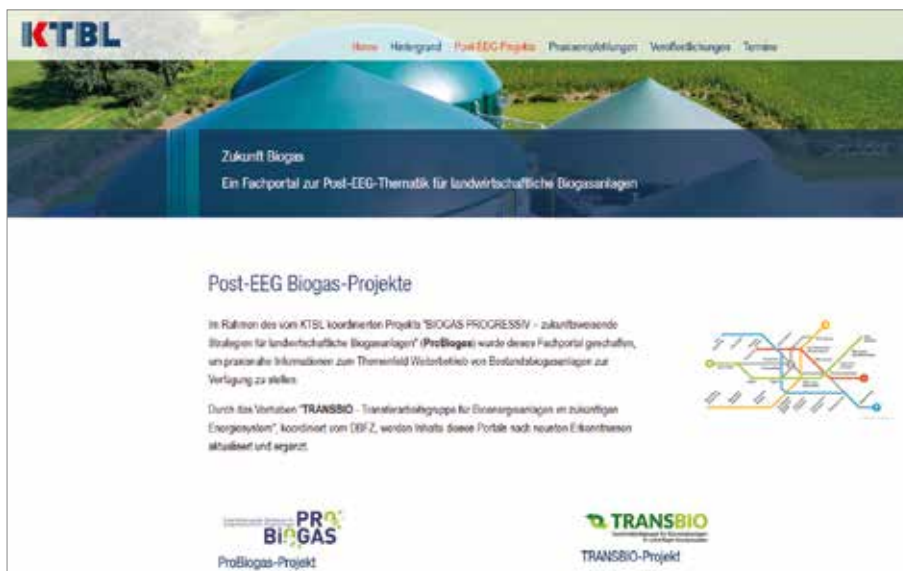 KTBL
Home Hintergrund Post-EEG-Projekte Praxisempfehlungen Veröffentlichungen Termine
Zukunft Biogas
Ein Fachportal zur Post-EEG-Thematik für landwirtschaftliche Biogasanlagen
Post-EEG Biogas-Projekte
Im Rahmen des vom KTBL koordinierten Projekts "BIOGAS PROGRESSIV – zukunftsweisende
Strategien für landwirtschaftliche Biogasanlagen" (ProBiogas) wurde dieses Fachportal geschaffen,
um praxisnahe Informationen zum Themenfeld Weiterbetrieb von Bestandsbiogasanlagen zur
Verfügung zu stellen.
Durch das Vorhaben "TRANSBIO - Transferarbeitsgruppe für Bioenergieanlagen im zukünftigen
Energiesystem", koordiniert vom DBFZ, werden Inhalte dieses Portals nach neusten Erkenntnissen
aktualisiert und ergänzt.
PRO
BIOGAS
ProBiogas-Projekt
TRANSBIO
TRANSBIO-Projekt